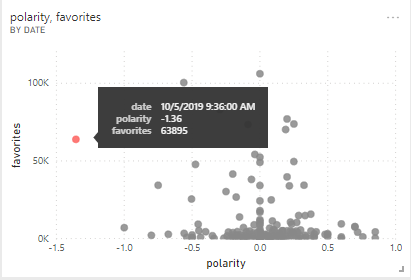 polarity, favorites
BY DATE
100K
date 10/5/2019 9:36:00 AM
polarity -1.36
favorites 63895
50K
0K
favorites
-1.5 -1.0 -0.5 0.0 0.5 1.0
polarity